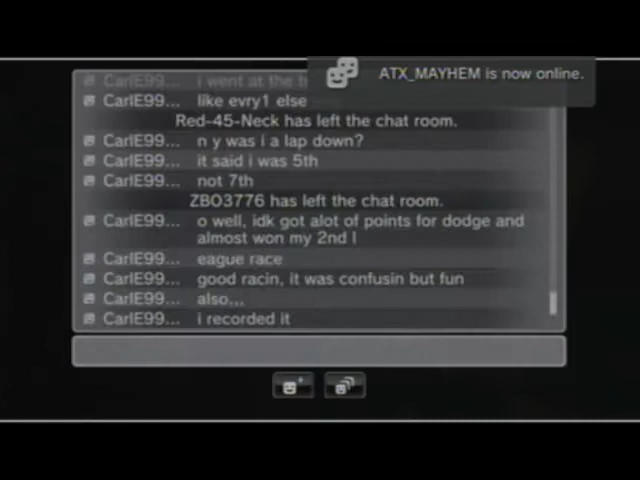 ATX_MAYHEM is now online.
CarlE99... i went at the
CarlE99... like evry1 else
Red-45-Neck has left the chat room.
CarlE99... n y was i a lap down?
CarlE99... it said i was 5th
CarlE99... not 7th
ZBO3776 has left the chat room.
CarlE99... o well, idk got alot of points for dodge and
almost won my 2nd l
CarlE99... eague race
CarlE99... good racin, it was confusin but fun
CarlE99... also,,,
CarlE99... i recorded it